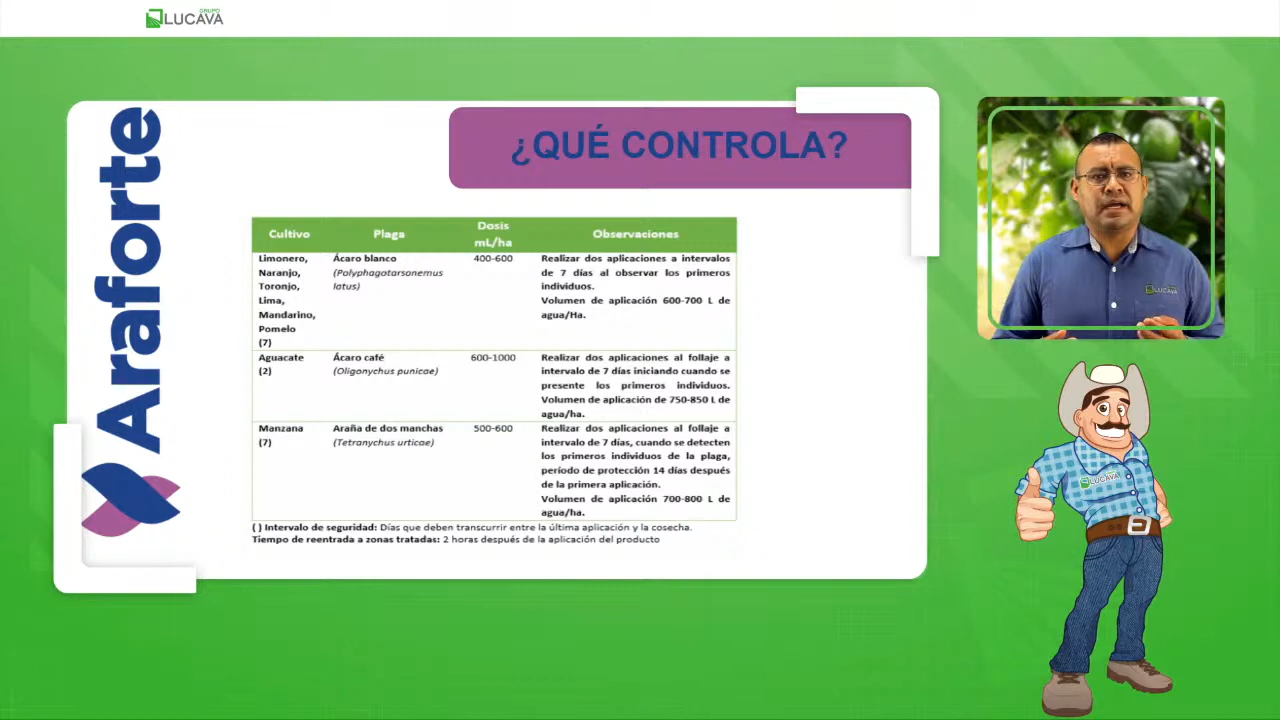 GRUPO
LUCAVA
Araforte
¿QUÉ CONTROLA?
Cultivo
Plaga
Dosis
mL/ha
Observaciones
Limonero,
Naranjo,
Toronjo,
Lima,
Mandarino,
Pomelo
(7)
Ácaro blanco
(Polyphagotarsonemus
latus)
400-600
Realizar dos aplicaciones a intervalos
de 7 días al observar los primeros
individuos.
Volumen de aplicación 600-700 L de
agua/Ha.
Aguacate
(2)
Ácaro café
(Oligonychus punicae)
600-1000
Realizar dos aplicaciones al follaje a
intervalo de 7 días iniciando cuando se
presente los primeros individuos.
Volumen de aplicación de 750-850 L de
agua/ha.
Manzana
(7)
Araña de dos manchas
(Tetranychus urticae)
500-600
Realizar dos aplicaciones al follaje a
intervalo de 7 días, cuando se detecten
los primeros individuos de la plaga,
período de protección 14 días después
de la primera aplicación.
Volumen de aplicación 700-800 L de
agua/ha.
( ) Intervalo de seguridad: Días que deben transcurrir entre la última aplicación y la cosecha.
Tiempo de reentrada a zonas tratadas: 2 horas después de la aplicación del producto
LUCAVA
LUCAVA